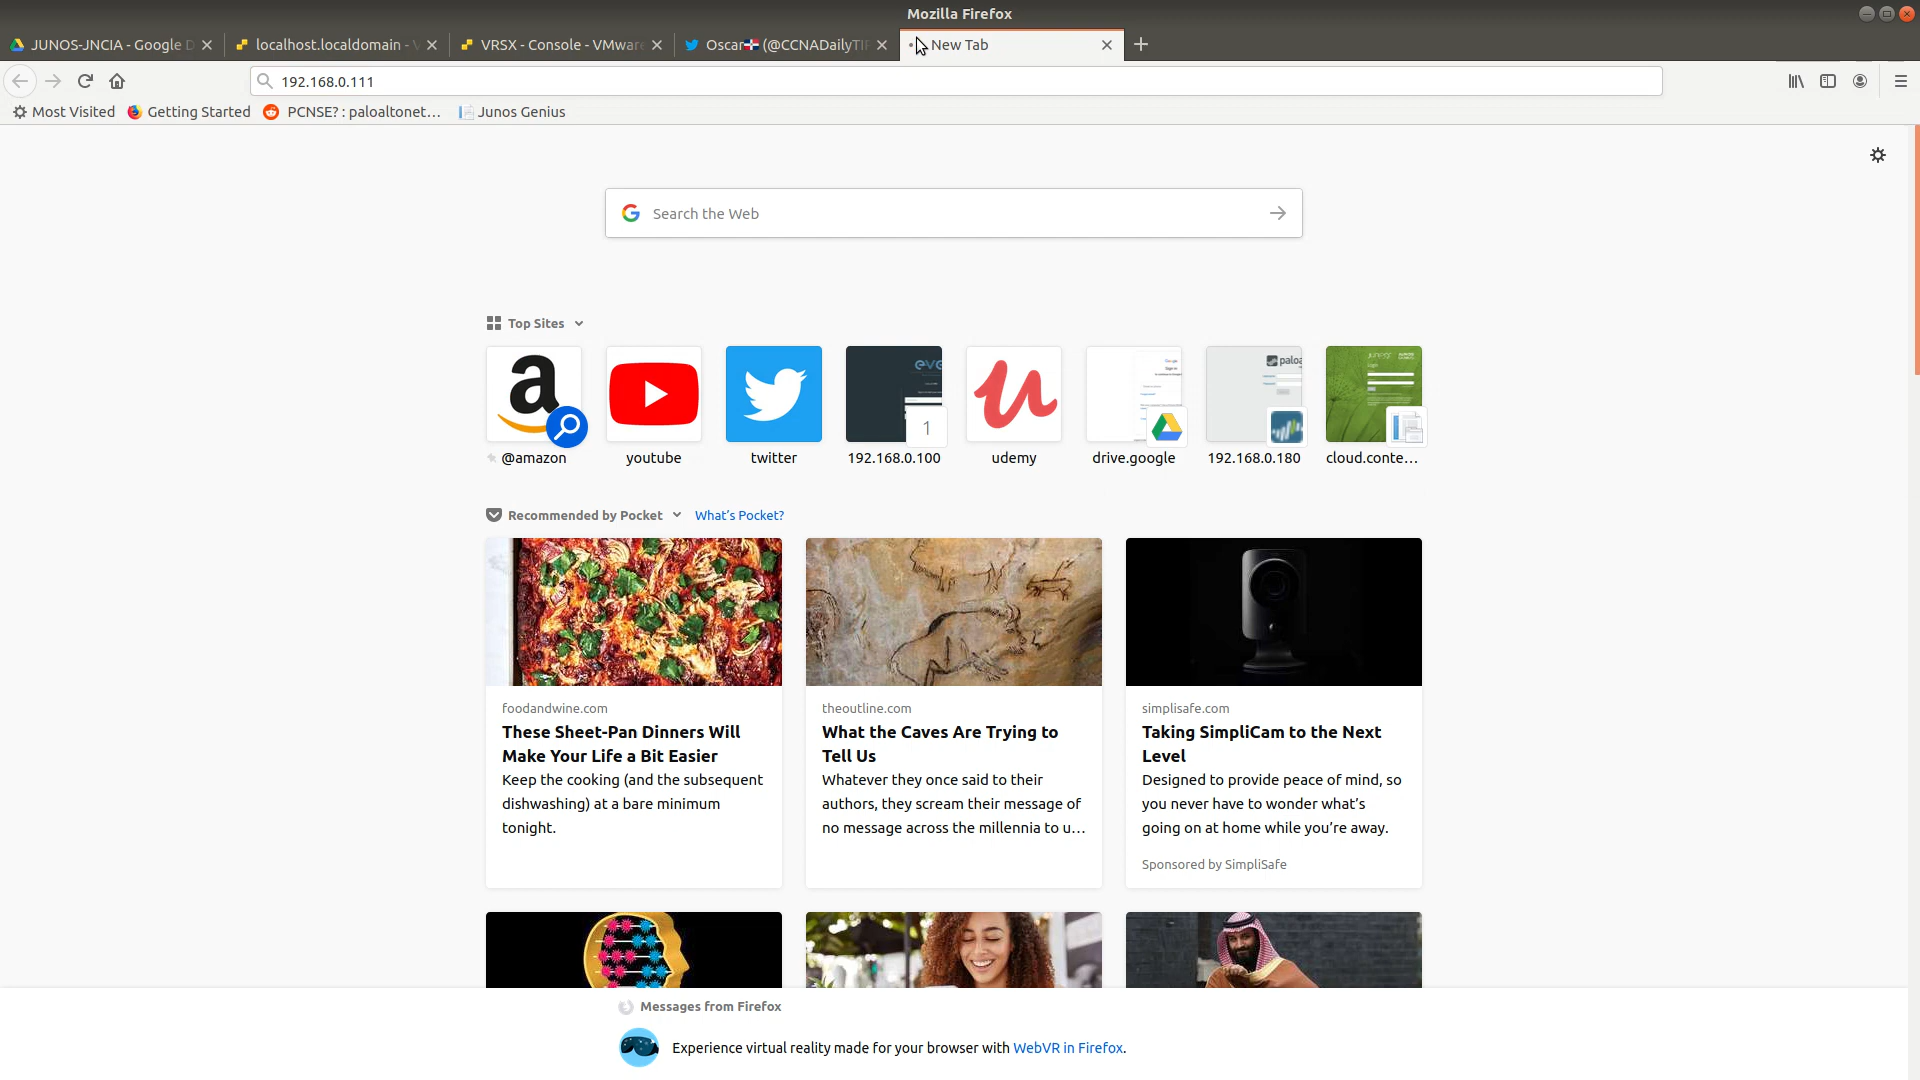 Mozilla Firefox
JUNOS-JNCIA - Google D
localhost.localdomain -
VRSX - Console - VMwar
Oscar (@CCNADailyTI
New Tab
192.168.0.111
Most Visited
Getting Started
PCNSE? : paloaltonet…
Junos Genius
Search the Web
Top Sites
@amazon
youtube
twitter
1
192.168.0.100
udemy
drive.google
paloa
192.168.0.180
cloud.conte…
Recommended by Pocket
What's Pocket?
foodandwine.com
These Sheet-Pan Dinners Will
Make Your Life a Bit Easier
Keep the cooking (and the subsequent
dishwashing) at a bare minimum
tonight.
theoutline.com
What the Caves Are Trying to
Tell Us
Whatever they once said to their
authors, they scream their message of
no message across the millennia to u…
simplisafe.com
Taking SimpliCam to the Next
Level
Designed to provide peace of mind, so
you never have to wonder what's
going on at home while you're away.
Sponsored by SimpliSafe
Messages from Firefox
Experience virtual reality made for your browser with WebVR in Firefox.